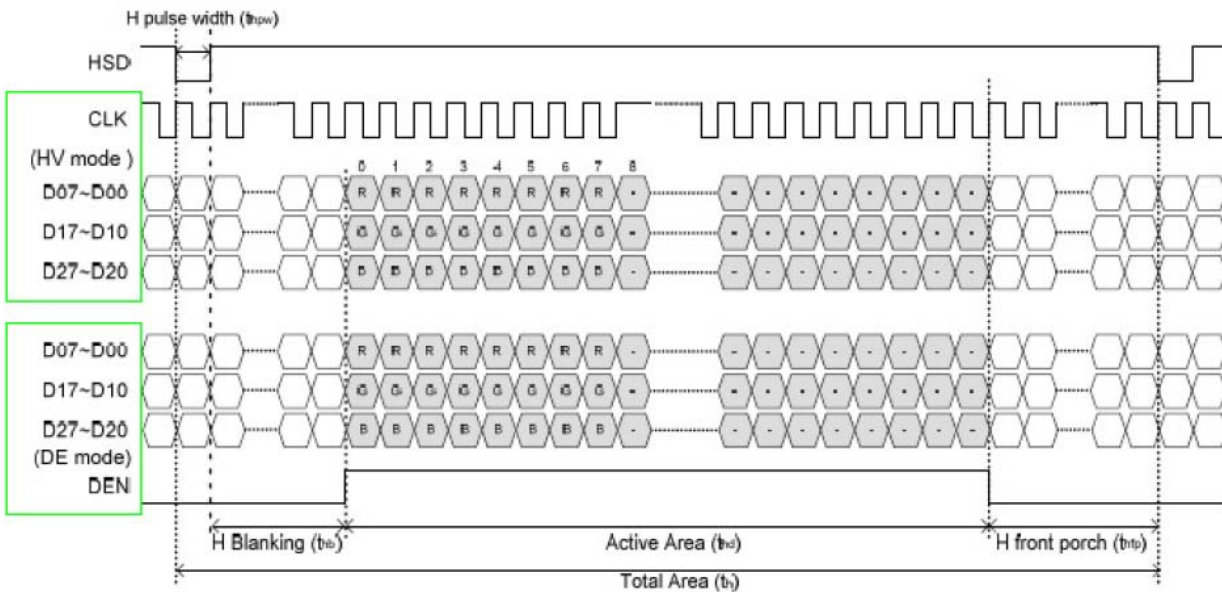 H pulse width (thpw)
HSD
CLK
(HV mode )
0 1 2 3 4 5 6 7 8
D07~D00 R R R R R R R R - - - - - - - - -
D17~D10 G G G G G G G G - - - - - - - - -
D27~D20 B B B B B B B B - - - - - - - - -
D07~D00 R R R R R R R R - - - - - - - - -
D17~D10 G G G G G G G G - - - - - - - - -
D27~D20 B B B B B B B B - - - - - - - - -
(DE mode)
DEN
H Blanking (thb) Active Area (thd) H front porch (thfp)
Total Area (th)